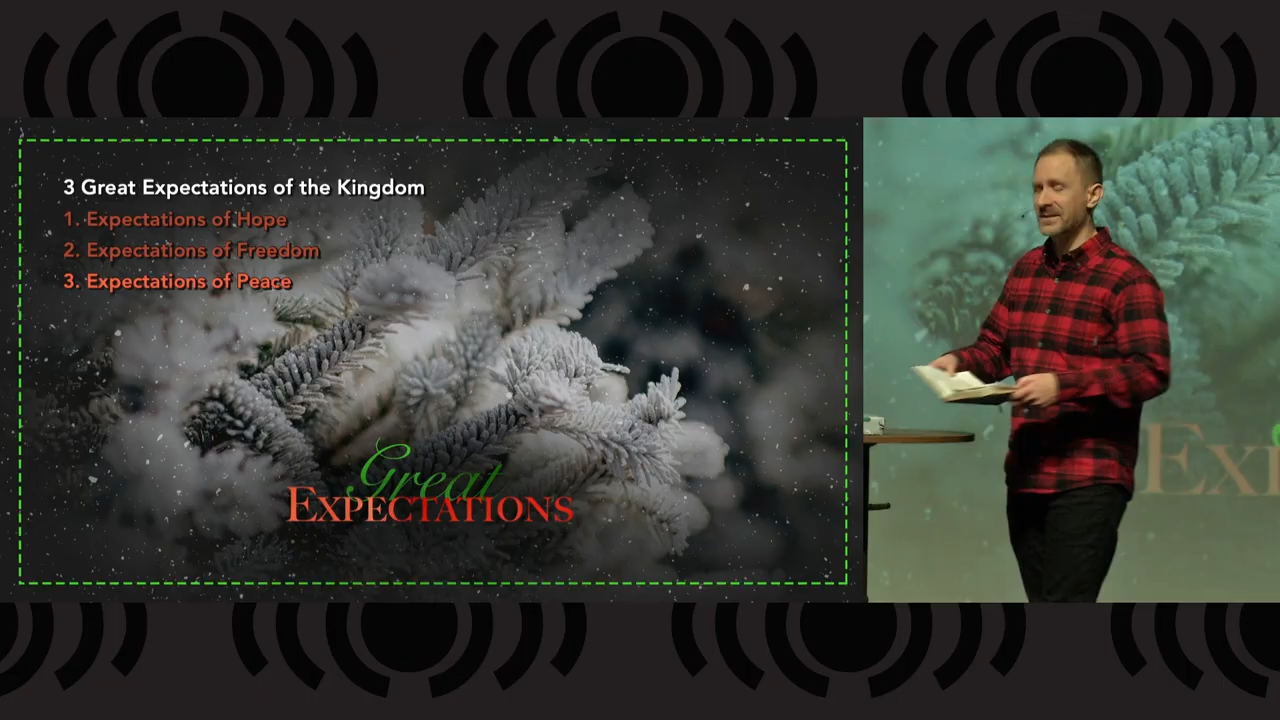 3 Great Expectations of the Kingdom
1. Expectations of Hope
2. Expectations of Freedom
3. Expectations of Peace
Great
EXPECTATIONS
EXP